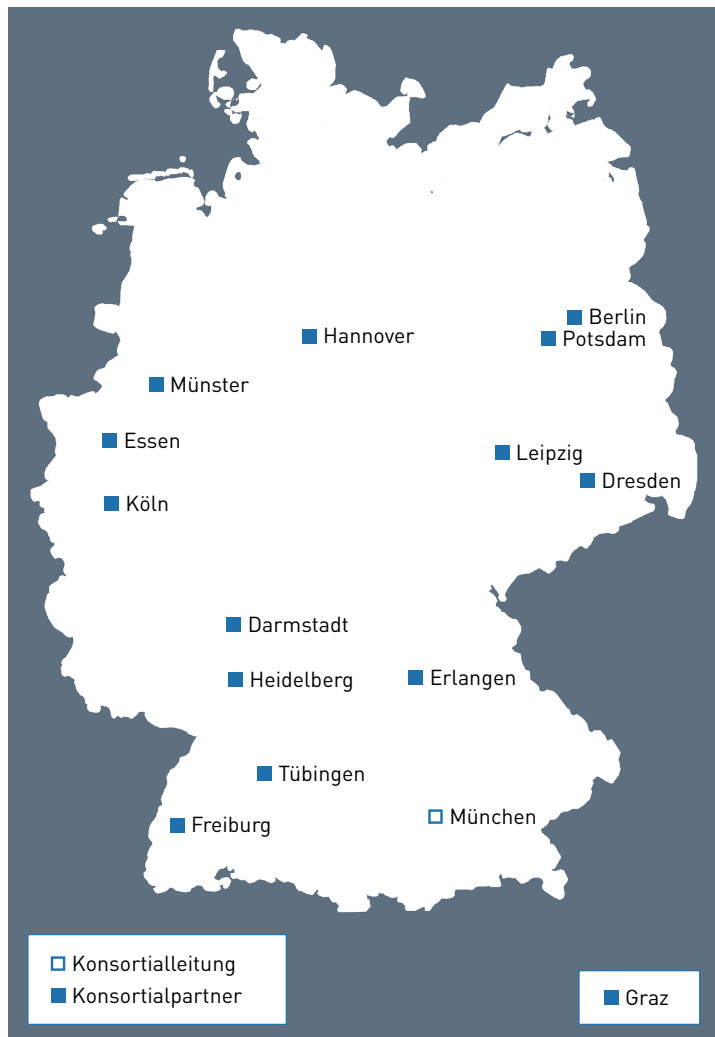 Berlin
Hannover
Potsdam
Münster
Essen
Leipzig
Dresden
Köln
Darmstadt
Heidelberg
Erlangen
Tübingen
München
Freiburg
Konsortialleitung
Konsortialpartner
Graz